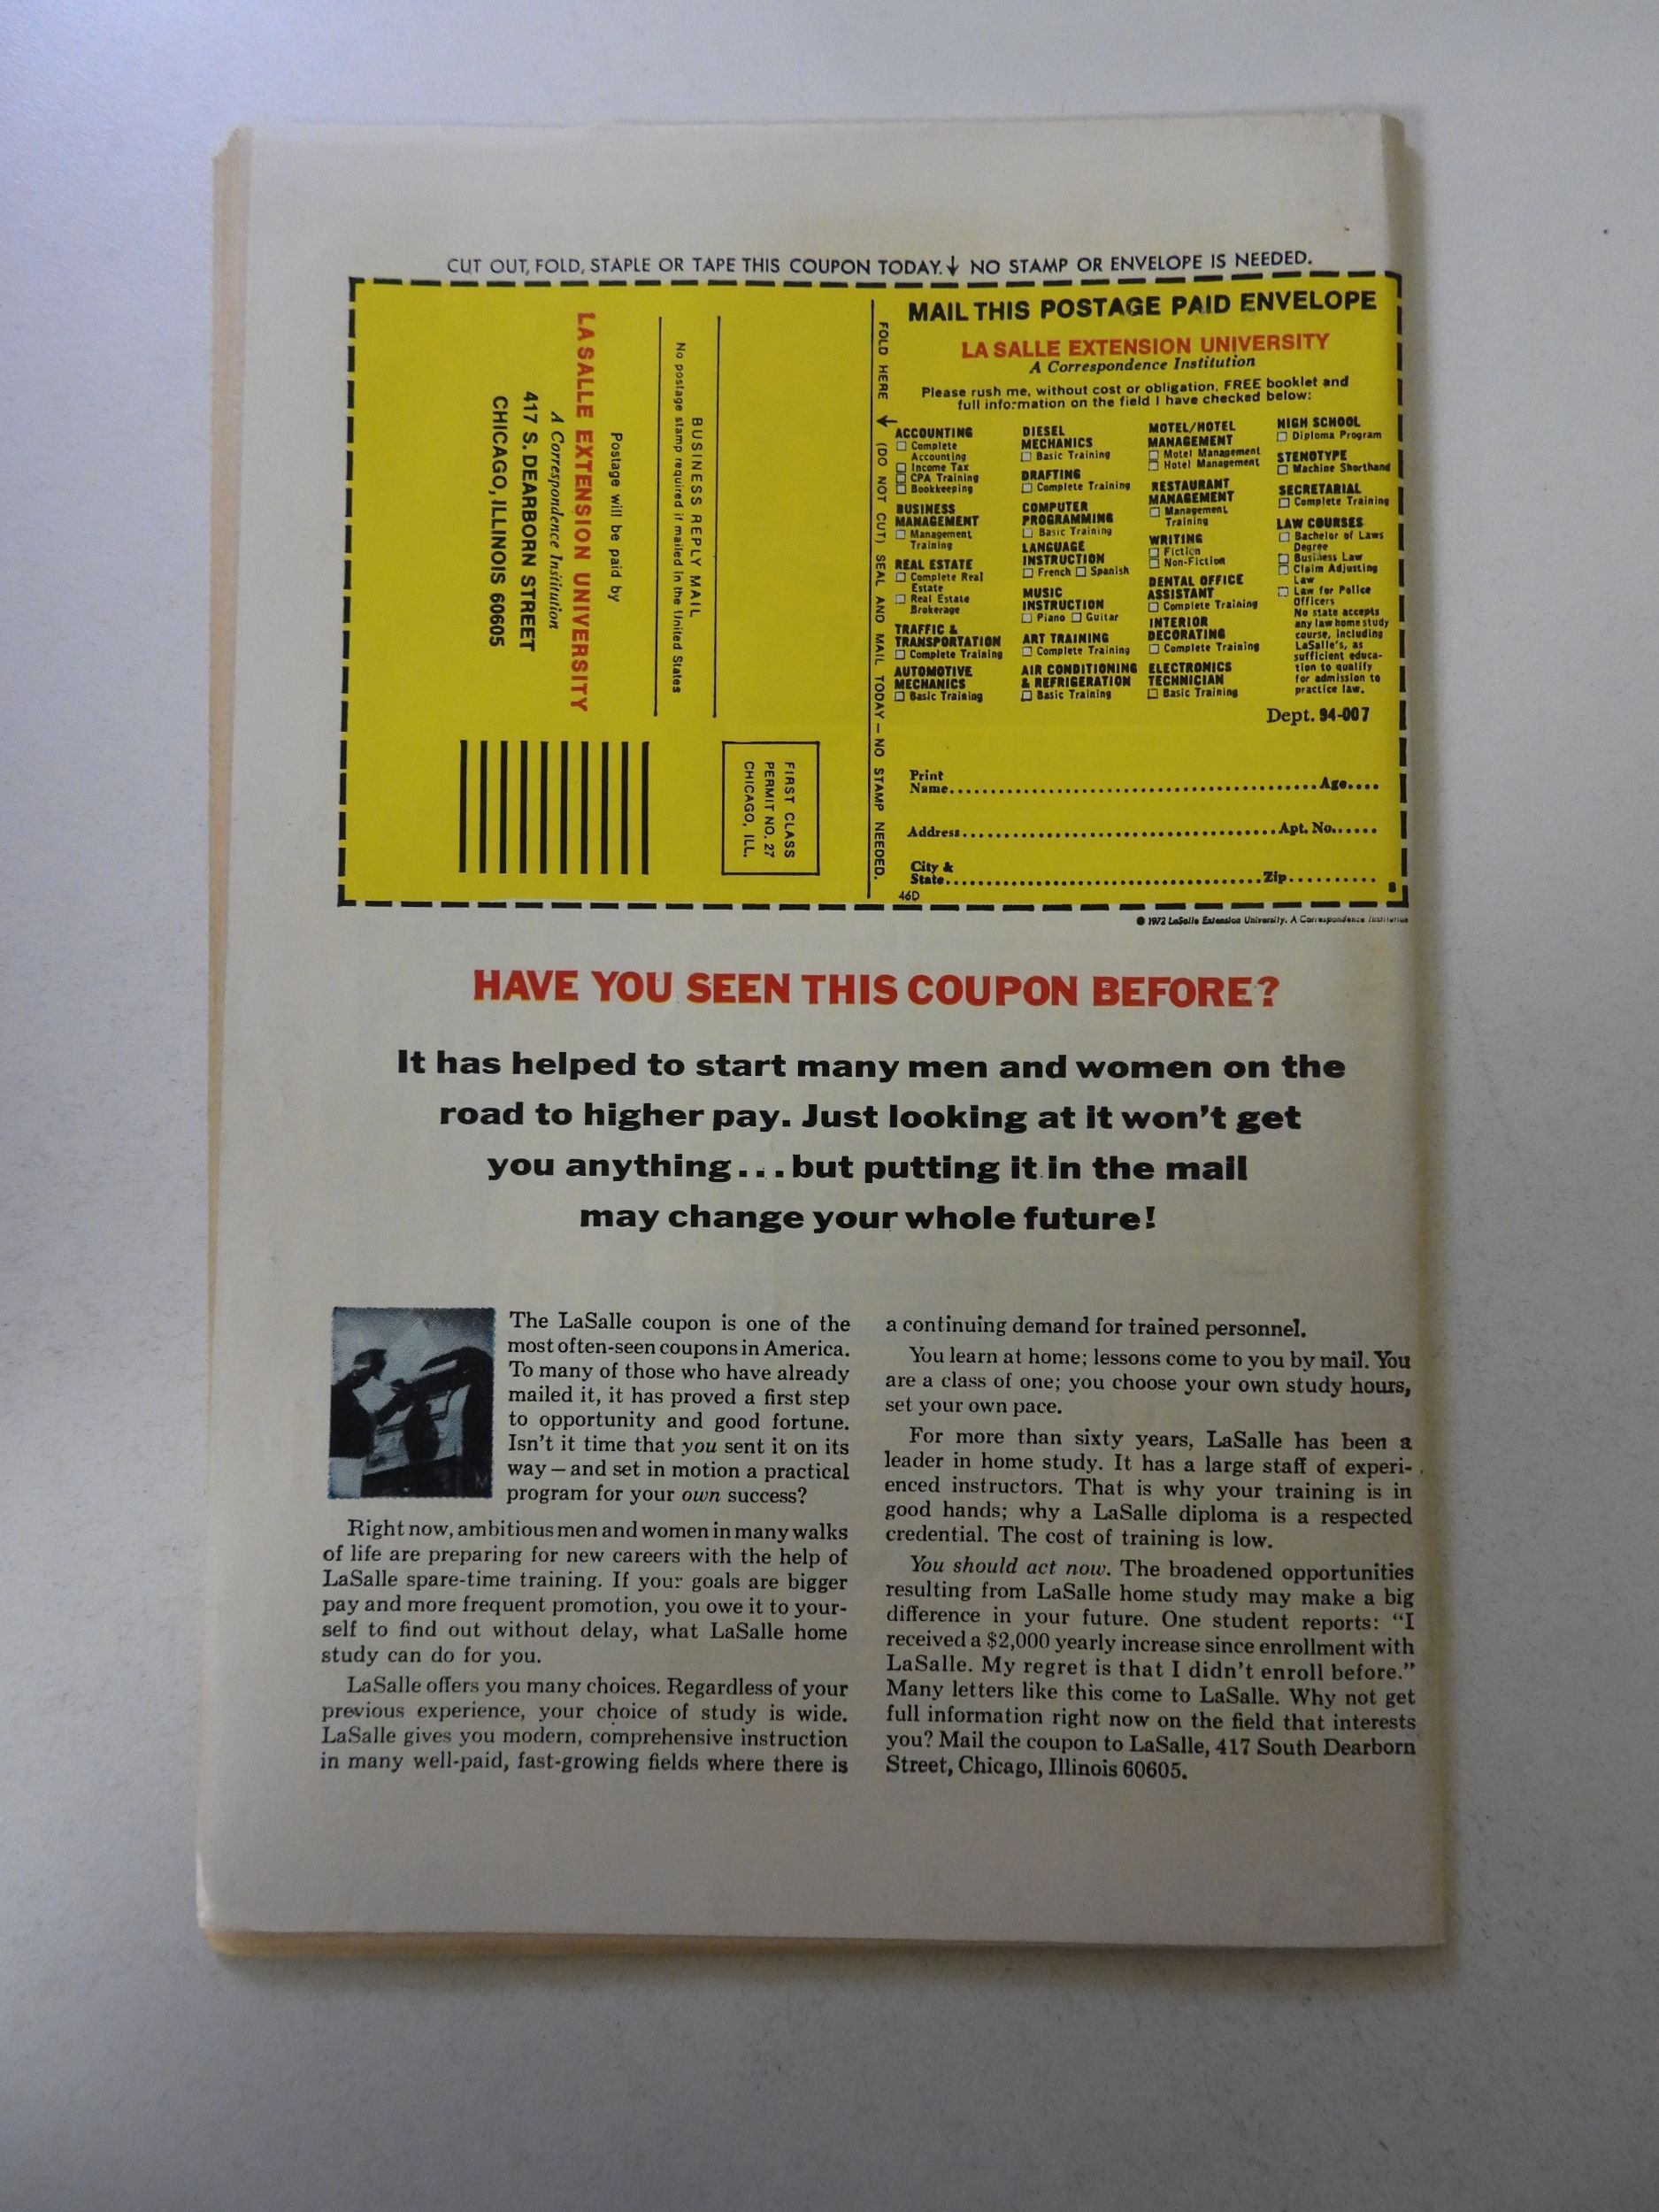 CUT OUT, FOLD, STAPLE OR TAPE THIS COUPON TODAY.↓ NO STAMP OR ENVELOPE IS NEEDED.
LA SALLE EXTENSION UNIVERSITY
A Correspondence Institution
417 S. DEARBORN STREET
CHICAGO, ILLINOIS 60605
Postage will be paid by
BUSINESS REPLY MAIL
No postage stamp required if mailed in the United States
FIRST CLASS
PERMIT NO. 27
CHICAGO, ILL.
FOLD HERE ↓ (DO NOT CUT) SEAL AND MAIL TODAY — NO STAMP NEEDED.
MAIL THIS POSTAGE PAID ENVELOPE
LA SALLE EXTENSION UNIVERSITY
A Correspondence Institution
Please rush me, without cost or obligation, FREE booklet and
full information on the field I have checked below:
ACCOUNTING
□ Complete
Accounting
□ Income Tax
□ CPA Training
□ Bookkeeping
BUSINESS
MANAGEMENT
□ Management
Training
REAL ESTATE
□ Complete Real
Estate
□ Real Estate
Brokerage
TRAFFIC &
TRANSPORTATION
□ Complete Training
AUTOMOTIVE
MECHANICS
□ Basic Training
DIESEL
MECHANICS
□ Basic Training
DRAFTING
□ Complete Training
COMPUTER
PROGRAMMING
□ Basic Training
LANGUAGE
INSTRUCTION
□ French □ Spanish
MUSIC
INSTRUCTION
□ Piano □ Guitar
ART TRAINING
□ Complete Training
AIR CONDITIONING
& REFRIGERATION
□ Basic Training
MOTEL/HOTEL
MANAGEMENT
□ Motel Management
□ Hotel Management
RESTAURANT
MANAGEMENT
□ Management
Training
WRITING
□ Fiction
□ Non-Fiction
DENTAL OFFICE
ASSISTANT
□ Complete Training
INTERIOR
DECORATING
□ Complete Training
ELECTRONICS
TECHNICIAN
□ Basic Training
HIGH SCHOOL
□ Diploma Program
STENOTYPE
□ Machine Shorthand
SECRETARIAL
□ Complete Training
LAW COURSES
□ Bachelor of Laws
Degree
□ Business Law
□ Claim Adjusting
Law
□ Law for Police
Officers
No state accepts
any law home study
course, including
LaSalle's, as
sufficient educa-
tion to qualify
for admission to
practice law.
Dept. 94-007
Print
Name..........Age....
Address..........Apt. No......
City &
State..........Zip..........
46D
8
© 1972 LaSalle Extension University. A Correspondence Institution
HAVE YOU SEEN THIS COUPON BEFORE?
It has helped to start many men and women on the
road to higher pay. Just looking at it won't get
you anything...but putting it in the mail
may change your whole future!
The LaSalle coupon is one of the
most often-seen coupons in America.
To many of those who have already
mailed it, it has proved a first step
to opportunity and good fortune.
Isn't it time that you sent it on its
way—and set in motion a practical
program for your own success?
Right now, ambitious men and women in many walks
of life are preparing for new careers with the help of
LaSalle spare-time training. If your goals are bigger
pay and more frequent promotion, you owe it to your-
self to find out without delay, what LaSalle home
study can do for you.
LaSalle offers you many choices. Regardless of your
previous experience, your choice of study is wide.
LaSalle gives you modern, comprehensive instruction
in many well-paid, fast-growing fields where there is
a continuing demand for trained personnel.
You learn at home; lessons come to you by mail. You
are a class of one; you choose your own study hours,
set your own pace.
For more than sixty years, LaSalle has been a
leader in home study. It has a large staff of experi-
enced instructors. That is why your training is in
good hands; why a LaSalle diploma is a respected
credential. The cost of training is low.
You should act now. The broadened opportunities
resulting from LaSalle home study may make a big
difference in your future. One student reports: "I
received a $2,000 yearly increase since enrollment with
LaSalle. My regret is that I didn't enroll before."
Many letters like this come to LaSalle. Why not get
full information right now on the field that interests
you? Mail the coupon to LaSalle, 417 South Dearborn
Street, Chicago, Illinois 60605.